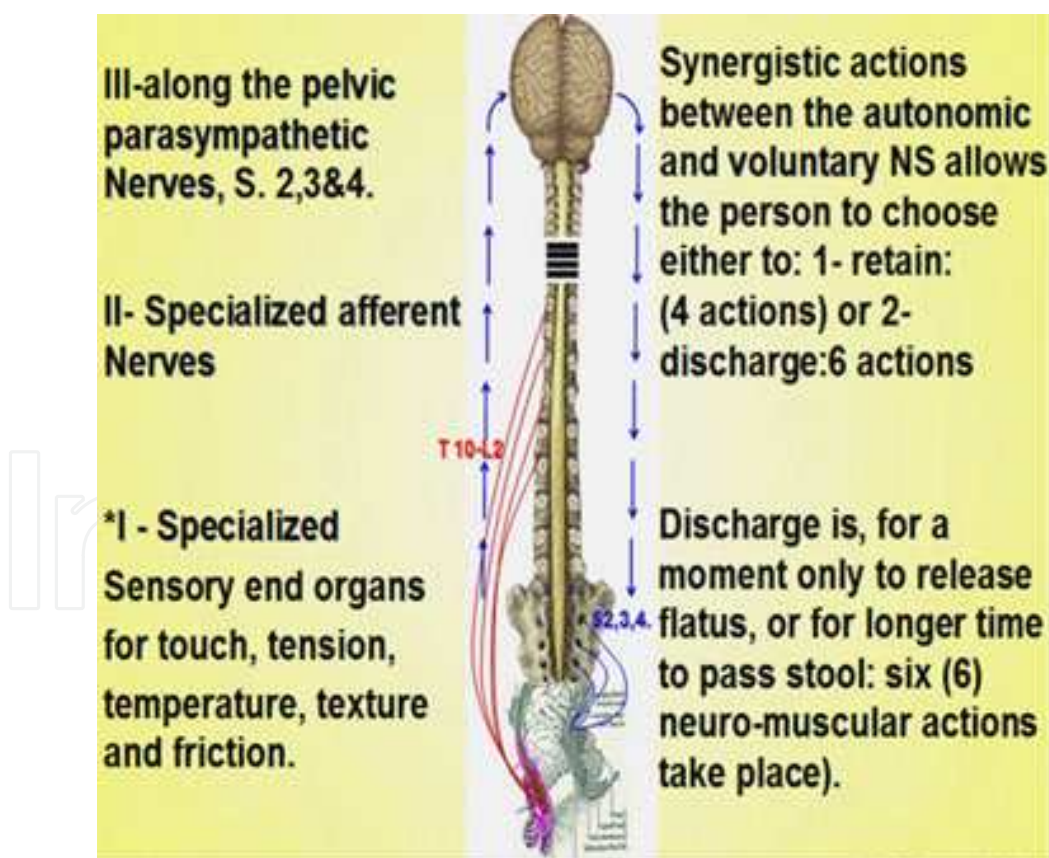 III-along the pelvic
parasympathetic
Nerves, S. 2,3&4.
II- Specialized afferent
Nerves
T 10-L2
*I - Specialized
Sensory end organs
for touch, tension,
temperature, texture
and friction.
Synergistic actions
between the autonomic
and voluntary NS allows
the person to choose
either to: 1- retain:
(4 actions) or 2-
discharge:6 actions
S2,3,4.
Discharge is, for a
moment only to release
flatus, or for longer time
to pass stool: six (6)
neuro-muscular actions
take place).